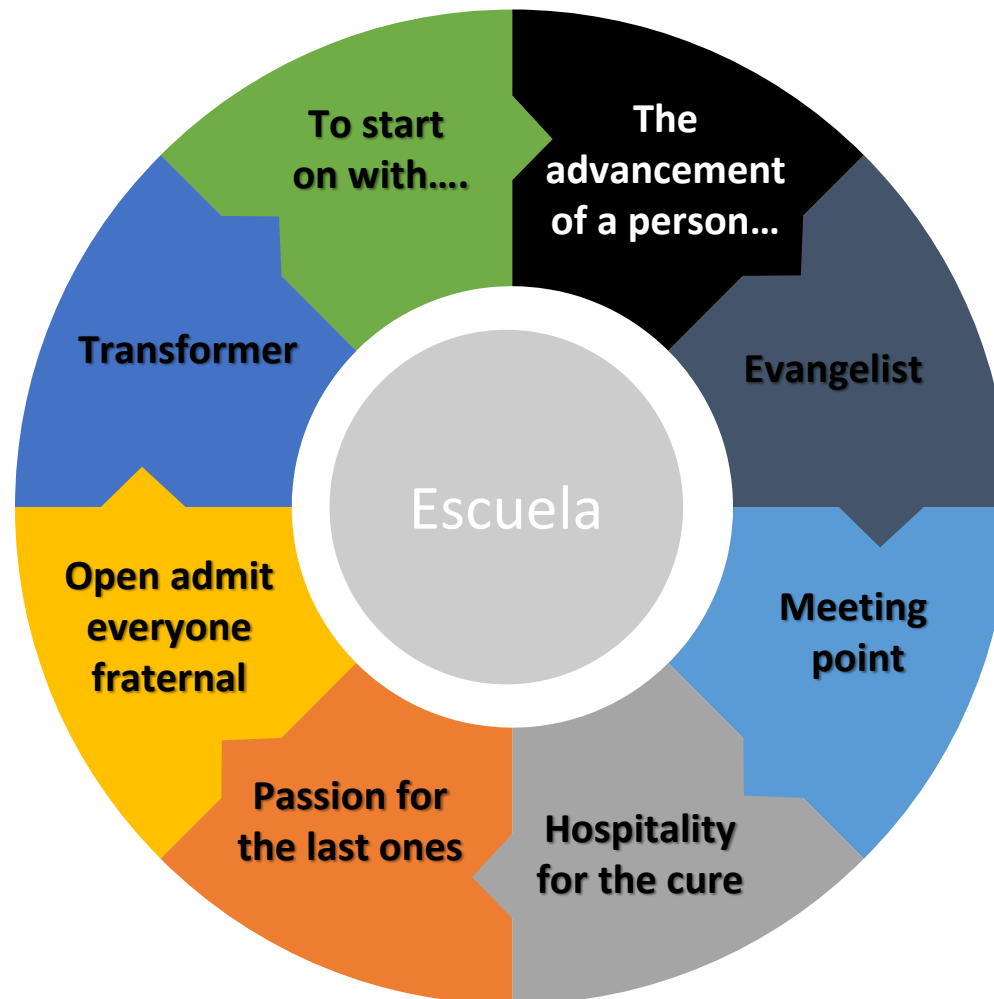 To start
on with....
The
advancement
of a person...
Evangelist
Meeting
point
Hospitality
for the cure
Passion for
the last ones
Open admit
everyone
fraternal
Transformer
Escuela